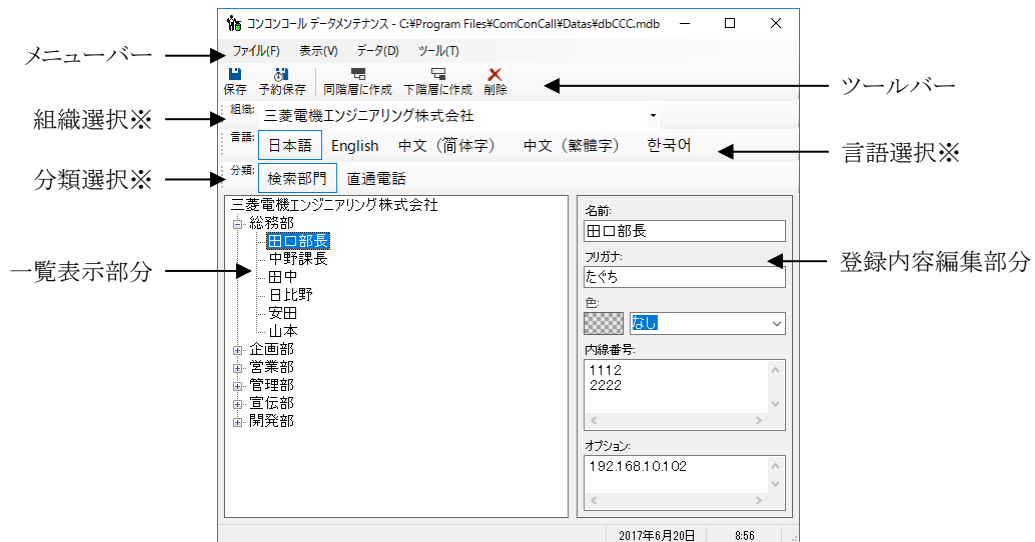 コンコンコール データメンテナンス - C:¥Program Files¥ComConCall¥Datas¥dbCCC.mdb
メニューバー
ファイル(F) 表示(V) データ(D) ツール(T)
保存 予約保存 同階層に作成 下階層に作成 削除
ツールバー
組織選択※
組織: 三菱電機エンジニアリング株式会社
言語: 日本語 English 中文（简体字） 中文（繁體字） 한국어
言語選択※
分類選択※
分類: 検索部門 直通電話
三菱電機エンジニアリング株式会社
総務部
田口部長
中野課長
田中
日比野
安田
山本
企画部
営業部
管理部
宣伝部
開発部
一覧表示部分
名前:
田口部長
フリガナ:
たぐち
色:
なし
内線番号:
1112
2222
オプション:
192.168.10.102
登録内容編集部分
2017年6月20日 8:56